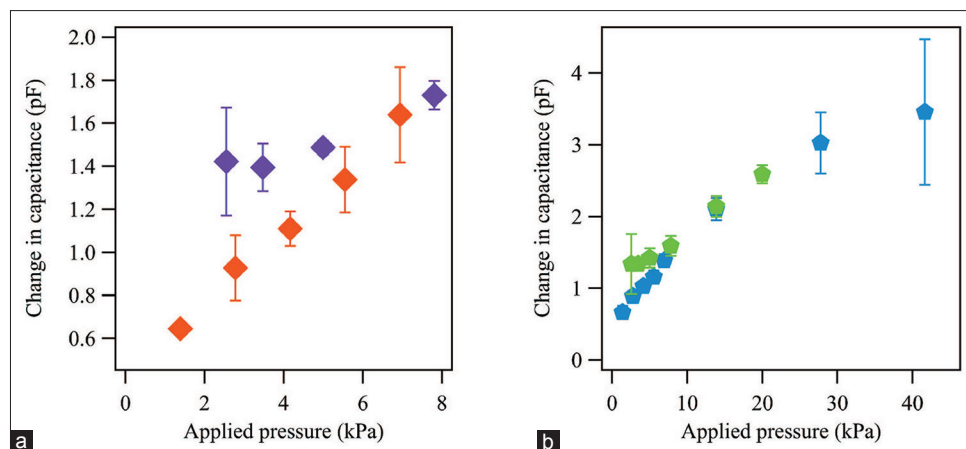 Change in capacitance (pF)
2.0
1.8
1.6
1.4
1.2
1.0
0.8
0.6
0 2 4 6 8
Applied pressure (kPa)
a
Change in capacitance (pF)
4
3
2
1
0
0 10 20 30 40
Applied pressure (kPa)
b